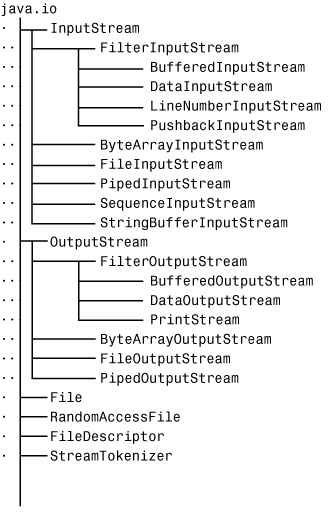 java.io
InputStream
FilterInputStream
BufferedInputStream
DataInputStream
LineNumberInputStream
PushbackInputStream
ByteArrayInputStream
FileInputStream
PipedInputStream
SequenceInputStream
StringBufferInputStream
OutputStream
FilterOutputStream
BufferedOutputStream
DataOutputStream
PrintStream
ByteArrayOutputStream
FileOutputStream
PipedOutputStream
File
RandomAccessFile
FileDescriptor
StreamTokenizer